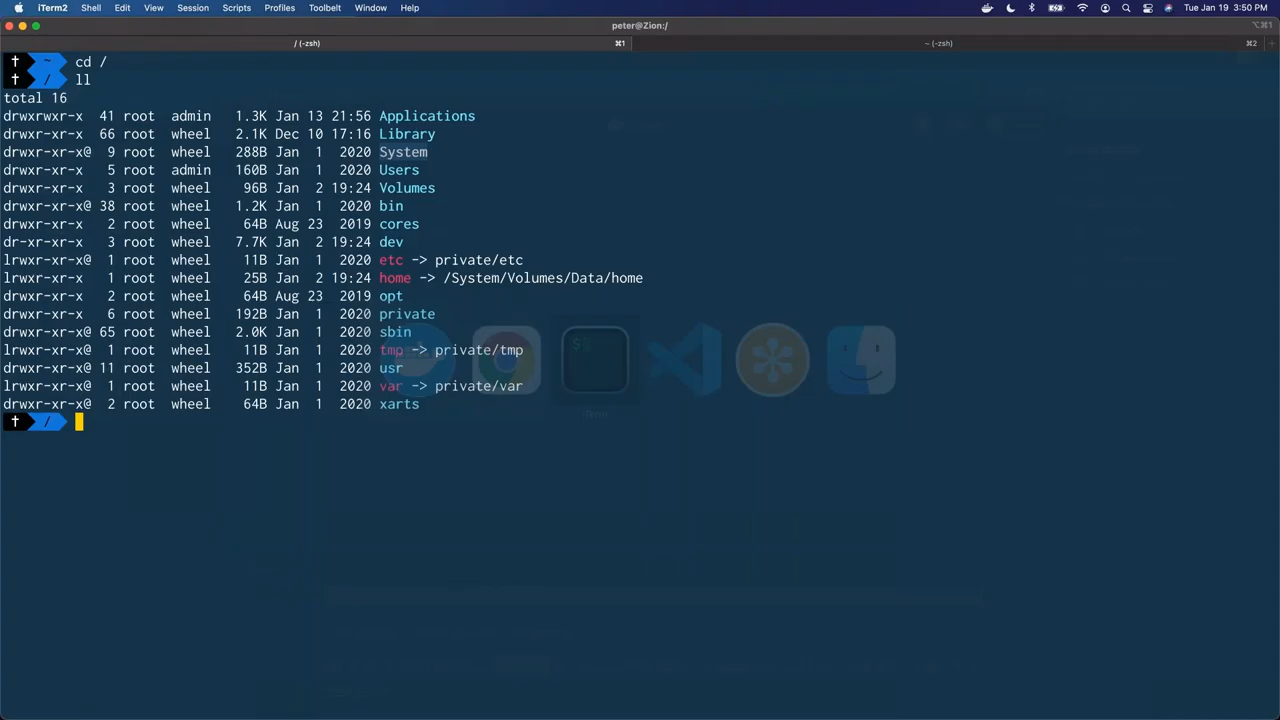 iTerm2 Shell Edit View Session Scripts Profiles Toolbelt Window Help Tue Jan 19 3:50 PM
peter@Zion:/ ⌥⌘1
/ (-zsh) ⌘1 ~ (-zsh) ⌘2 +
† ~ cd /
† / ll
total 16
drwxrwxr-x 41 root admin 1.3K Jan 13 21:56 Applications
drwxr-xr-x 66 root wheel 2.1K Dec 10 17:16 Library
drwxr-xr-x@ 9 root wheel 288B Jan 1 2020 System
drwxr-xr-x 5 root admin 160B Jan 1 2020 Users
drwxr-xr-x 3 root wheel 96B Jan 2 19:24 Volumes
drwxr-xr-x@ 38 root wheel 1.2K Jan 1 2020 bin
drwxr-xr-x 2 root wheel 64B Aug 23 2019 cores
dr-xr-xr-x 3 root wheel 7.7K Jan 2 19:24 dev
lrwxr-xr-x@ 1 root wheel 11B Jan 1 2020 etc -> private/etc
lrwxr-xr-x 1 root wheel 25B Jan 2 19:24 home -> /System/Volumes/Data/home
drwxr-xr-x 2 root wheel 64B Aug 23 2019 opt
drwxr-xr-x 6 root wheel 192B Jan 1 2020 private
drwxr-xr-x@ 65 root wheel 2.0K Jan 1 2020 sbin
lrwxr-xr-x@ 1 root wheel 11B Jan 1 2020 tmp -> private/tmp
drwxr-xr-x@ 11 root wheel 352B Jan 1 2020 usr
lrwxr-xr-x@ 1 root wheel 11B Jan 1 2020 var -> private/var
drwxr-xr-x@ 2 root wheel 64B Jan 1 2020 xarts
† /